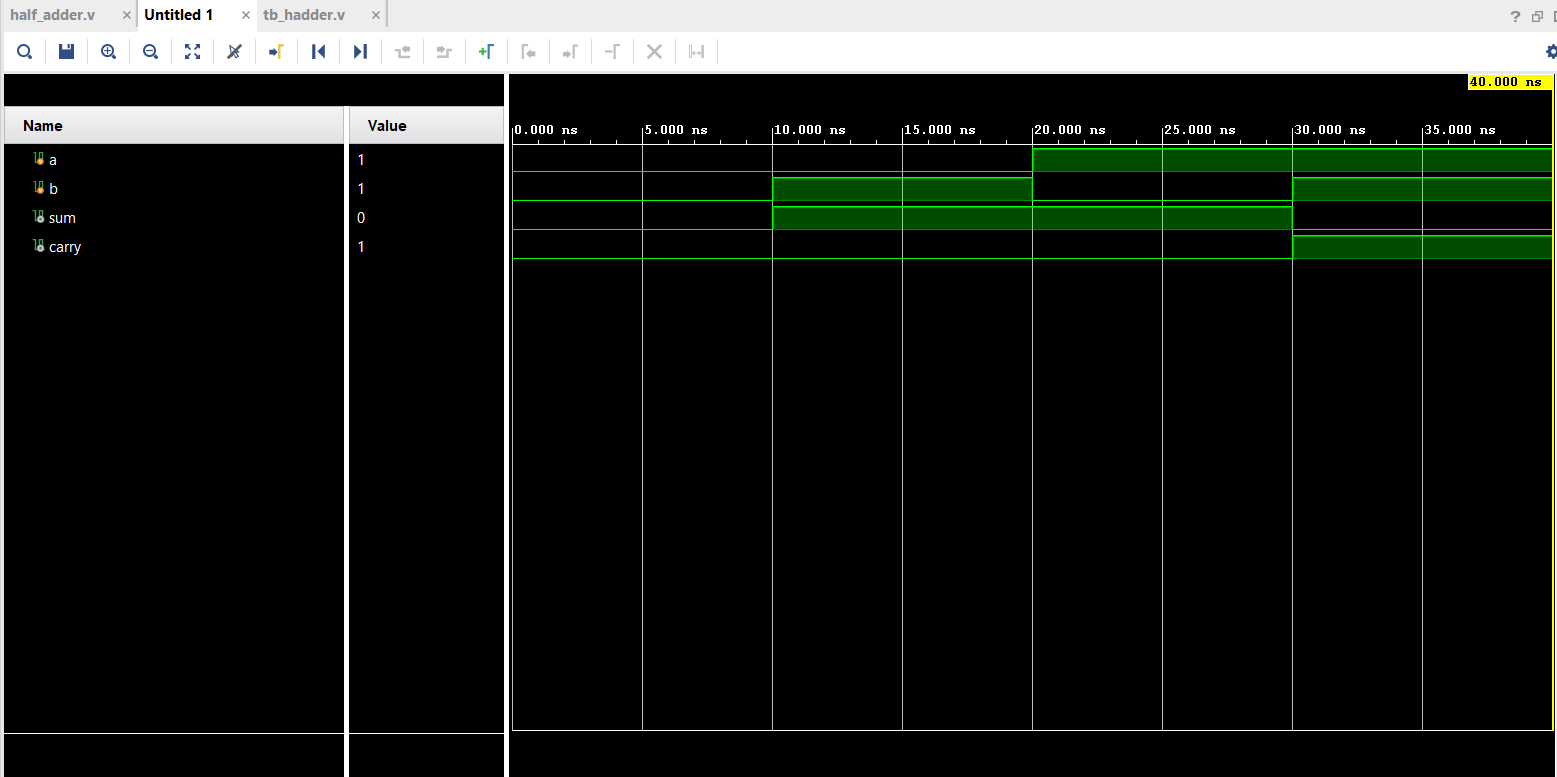 half_adder.v × Untitled 1 × tb_hadder.v ×
?
40.000 ns
Name Value
0.000 ns 5.000 ns 10.000 ns 15.000 ns 20.000 ns 25.000 ns 30.000 ns 35.000 ns
a 1
b 1
sum 0
carry 1